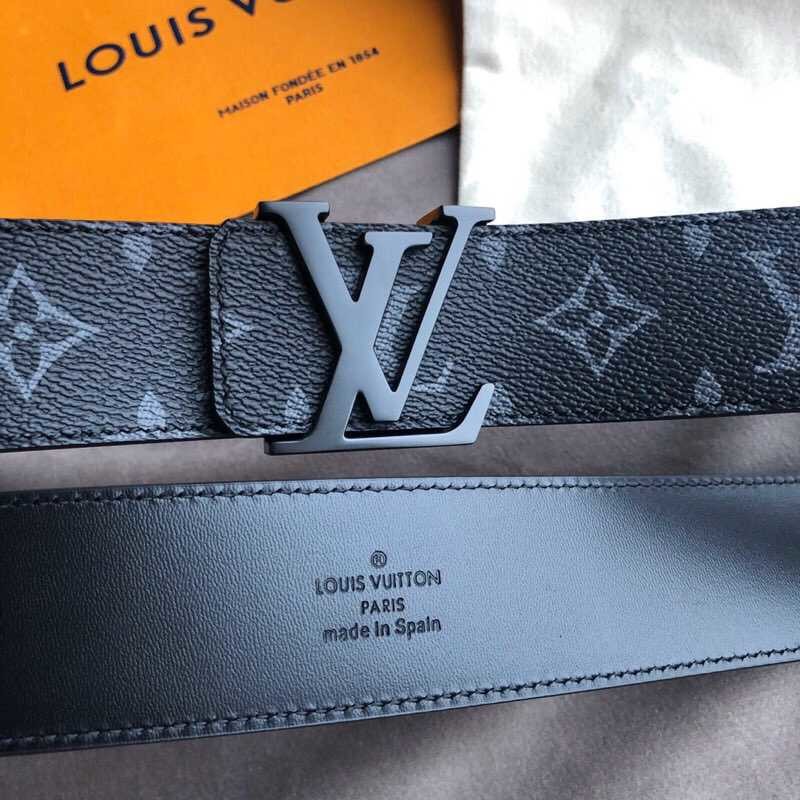 LOUIS V
MAISON FONDÉE EN 1854
PARIS
LV
®
LOUIS VUITTON
PARIS
made In Spain